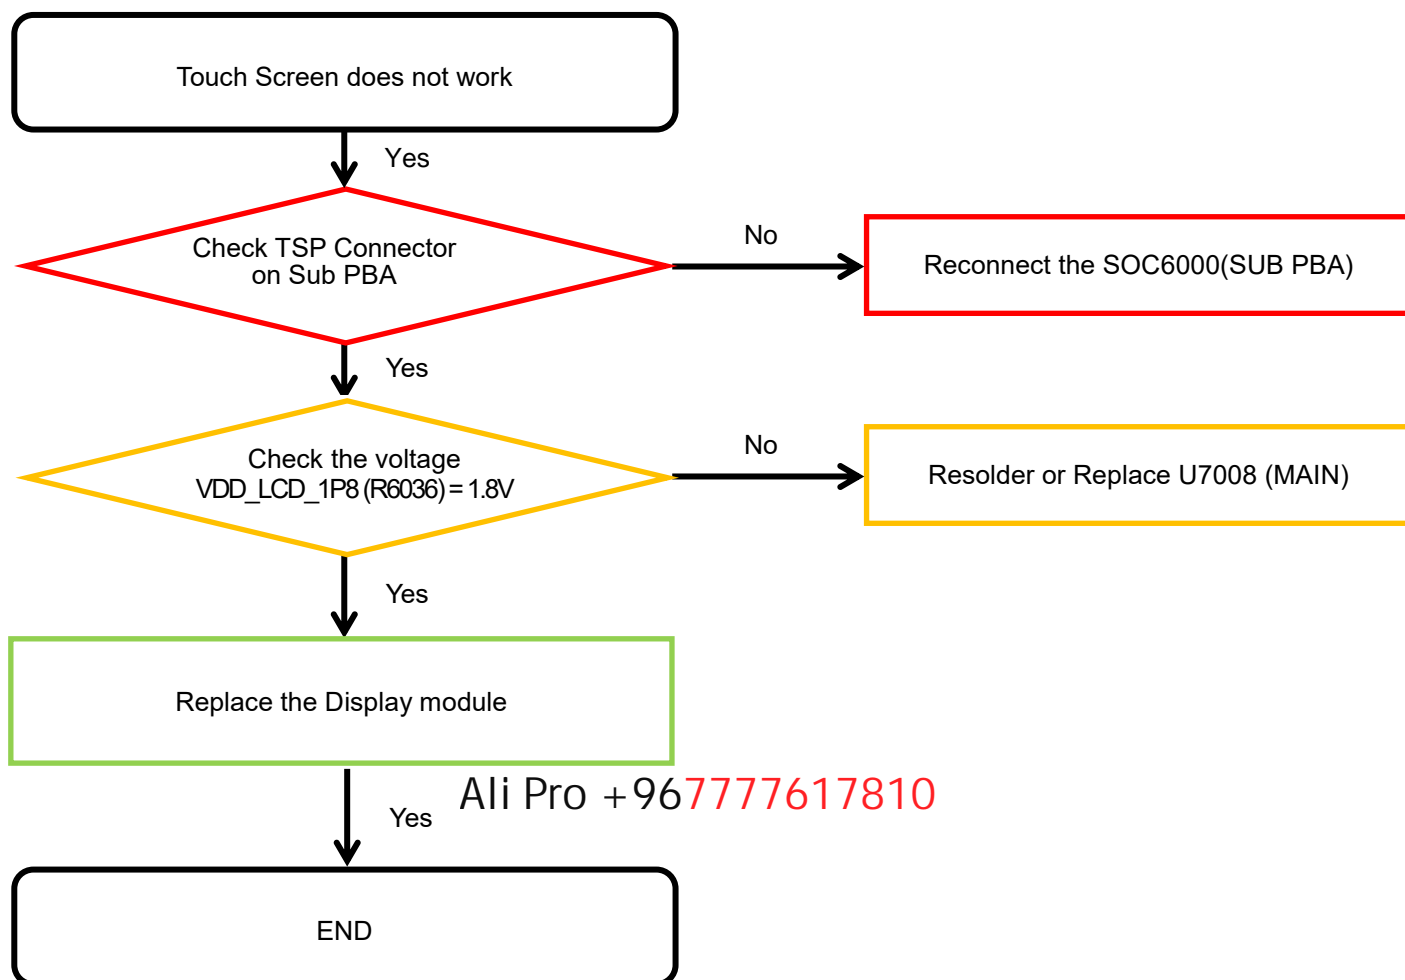 Touch Screen does not work
Yes
Check TSP Connector
on Sub PBA
No
Reconnect the SOC6000(SUB PBA)
Yes
Check the voltage
VDD_LCD_1P8 (R6036) = 1.8V
No
Resolder or Replace U7008 (MAIN)
Yes
Replace the Display module
Ali Pro +967777617810
Yes
END